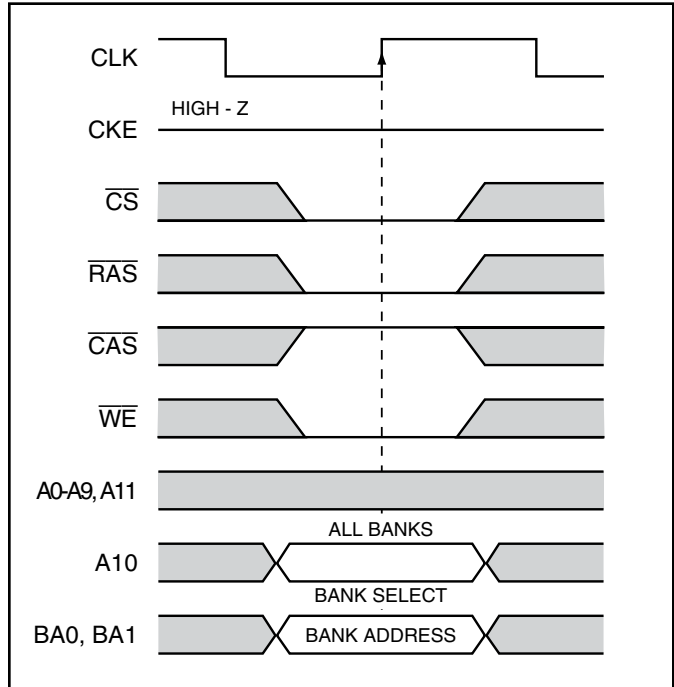 CLK
HIGH - Z
CKE
CS
RAS
CAS
WE
A0-A9, A11
ALL BANKS
A10
BANK SELECT
BA0, BA1
BANK ADDRESS